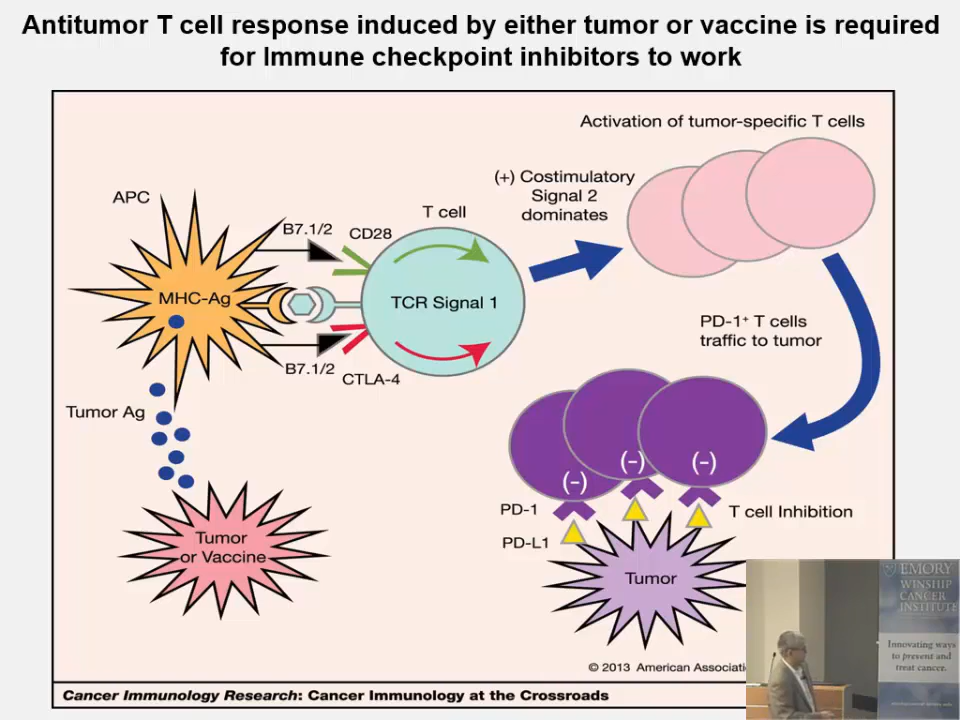 Antitumor T cell response induced by either tumor or vaccine is required
for Immune checkpoint inhibitors to work
Activation of tumor-specific T cells
(+) Costimulatory
Signal 2
dominates
APC
B7.1/2
CD28
T cell
MHC-Ag
TCR Signal 1
B7.1/2
CTLA-4
PD-1+ T cells
traffic to tumor
Tumor Ag
(-)
(-)
(-)
PD-1
T cell Inhibition
PD-L1
Tumor
or Vaccine
Tumor
© 2013 American Associati
Cancer Immunology Research: Cancer Immunology at the Crossroads
EMORY
WINSHIP
CANCER
INSTITUTE
Innovating ways
to prevent and
treat cancer.